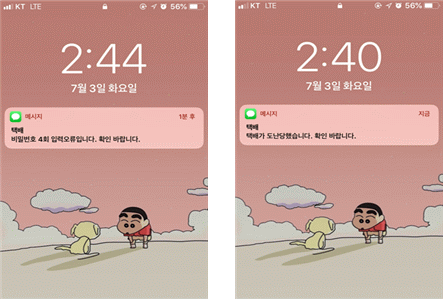 KT LTE
56%
2:44
7월 3일 화요일
메시지
1분 후
택배
비밀번호 4회 입력오류입니다. 확인 바랍니다.
KT LTE
56%
2:40
7월 3일 화요일
메시지
지금
택배
택배가 도난당했습니다. 확인 바랍니다.